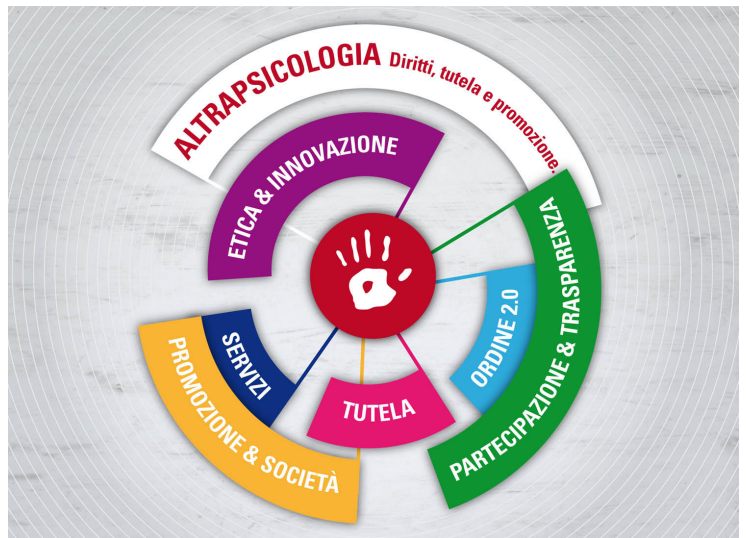 ALTRAPSICOLOGIA Diritti, tutela e promozione.
ETICA & INNOVAZIONE
PARTECIPAZIONE & TRASPARENZA
ORDINE 2.0
TUTELA
SERVIZI
PROMOZIONE & SOCIETÀ